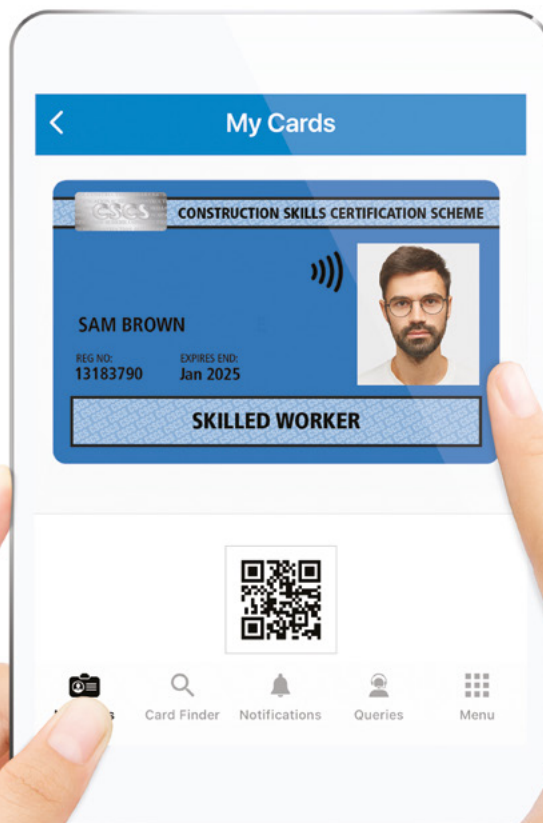 My Cards
CSCS CONSTRUCTION SKILLS CERTIFICATION SCHEME
SAM BROWN
REG NO: EXPIRES END:
13183790 Jan 2025
SKILLED WORKER
Card Finder Notifications Queries Menu